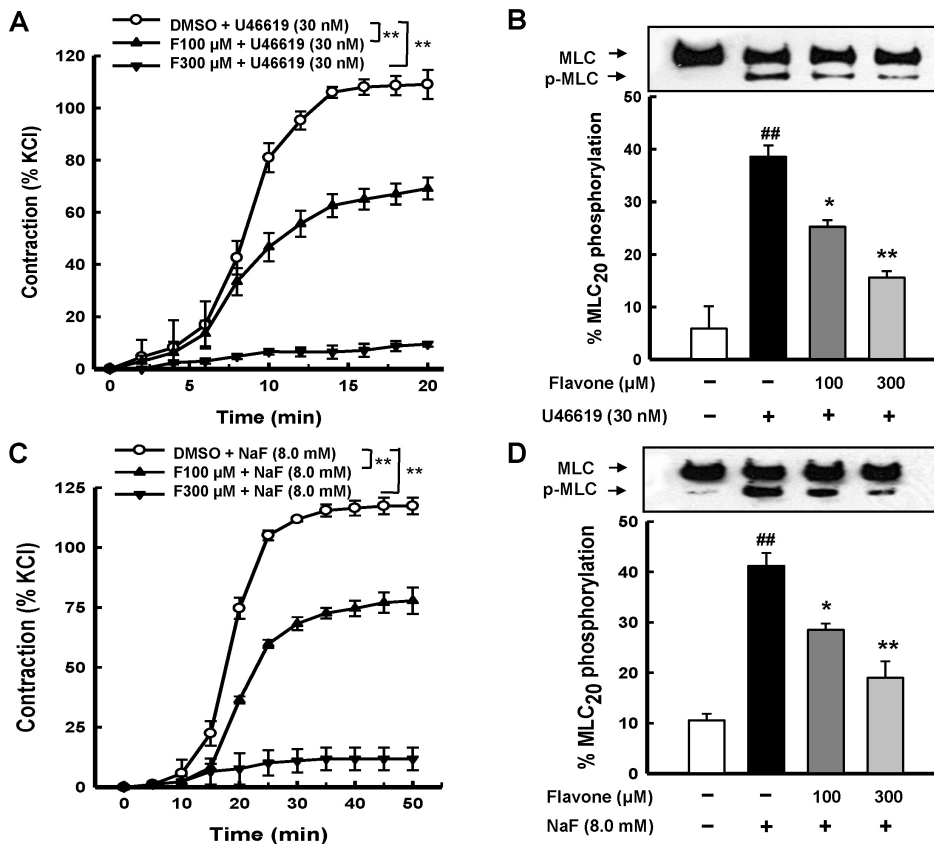 A
DMSO + U46619 (30 nM)
F100 µM + U46619 (30 nM)
F300 µM + U46619 (30 nM)
**
**
Contraction (% KCl)
120
100
80
60
40
20
0
0 5 10 15 20
Time (min)
B
MLC
p-MLC
% MLC20 phosphorylation
50
40
30
20
10
0
##
*
**
Flavone (µM) – – 100 300
U46619 (30 nM) – + + +
C
DMSO + NaF (8.0 mM)
F100 µM + NaF (8.0 mM)
F300 µM + NaF (8.0 mM)
**
**
Contraction (% KCl)
125
100
75
50
25
0
0 10 20 30 40 50
Time (min)
D
MLC
p-MLC
% MLC20 phosphorylation
50
40
30
20
10
0
##
*
**
Flavone (µM) – – 100 300
NaF (8.0 mM) – + + +